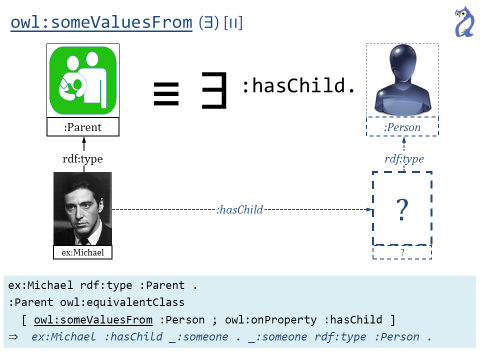 owl:someValuesFrom (∃) [II]
≡ ∃ :hasChild.
:Parent
:Person
rdf:type
rdf:type
:hasChild
?
ex:Michael
?
ex:Michael rdf:type :Parent .
:Parent owl:equivalentClass
[ owl:someValuesFrom :Person ; owl:onProperty :hasChild ]
⇒ ex:Michael :hasChild _:someone . _:someone rdf:type :Person .